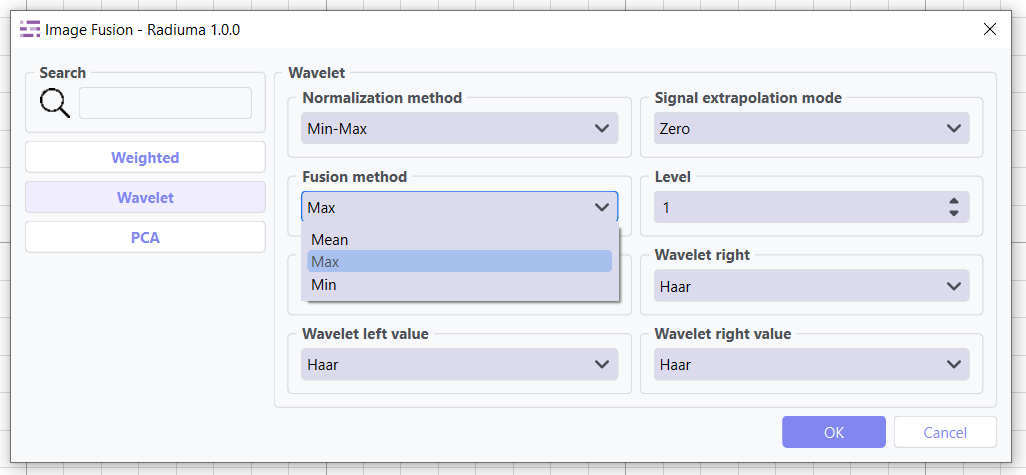 Image Fusion - Radiuma 1.0.0
Search
Weighted
Wavelet
PCA
Wavelet
Normalization method
Min-Max
Signal extrapolation mode
Zero
Fusion method
Max
Mean
Max
Min
Level
1
Wavelet right
Haar
Wavelet left value
Haar
Wavelet right value
Haar
OK
Cancel